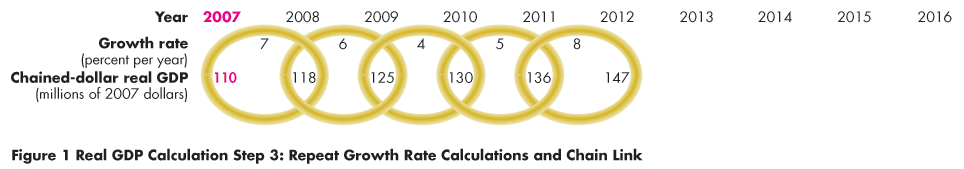 Year 2007 2008 2009 2010 2011 2012 2013 2014 2015 2016
Growth rate 7 6 4 5 8
(percent per year)
Chained-dollar real GDP 110 118 125 130 136 147
(millions of 2007 dollars)
Figure 1 Real GDP Calculation Step 3: Repeat Growth Rate Calculations and Chain Link